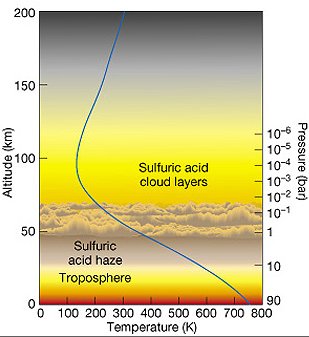 200
150
100
50
0
Altitude (km)
Sulfuric acid
cloud layers
Sulfuric
acid haze
Troposphere
10⁻⁶
10⁻⁵
10⁻⁴
10⁻³
10⁻²
10⁻¹
1
10
90
Pressure (bar)
0 100 200 300 400 500 600 700 800
Temperature (K)